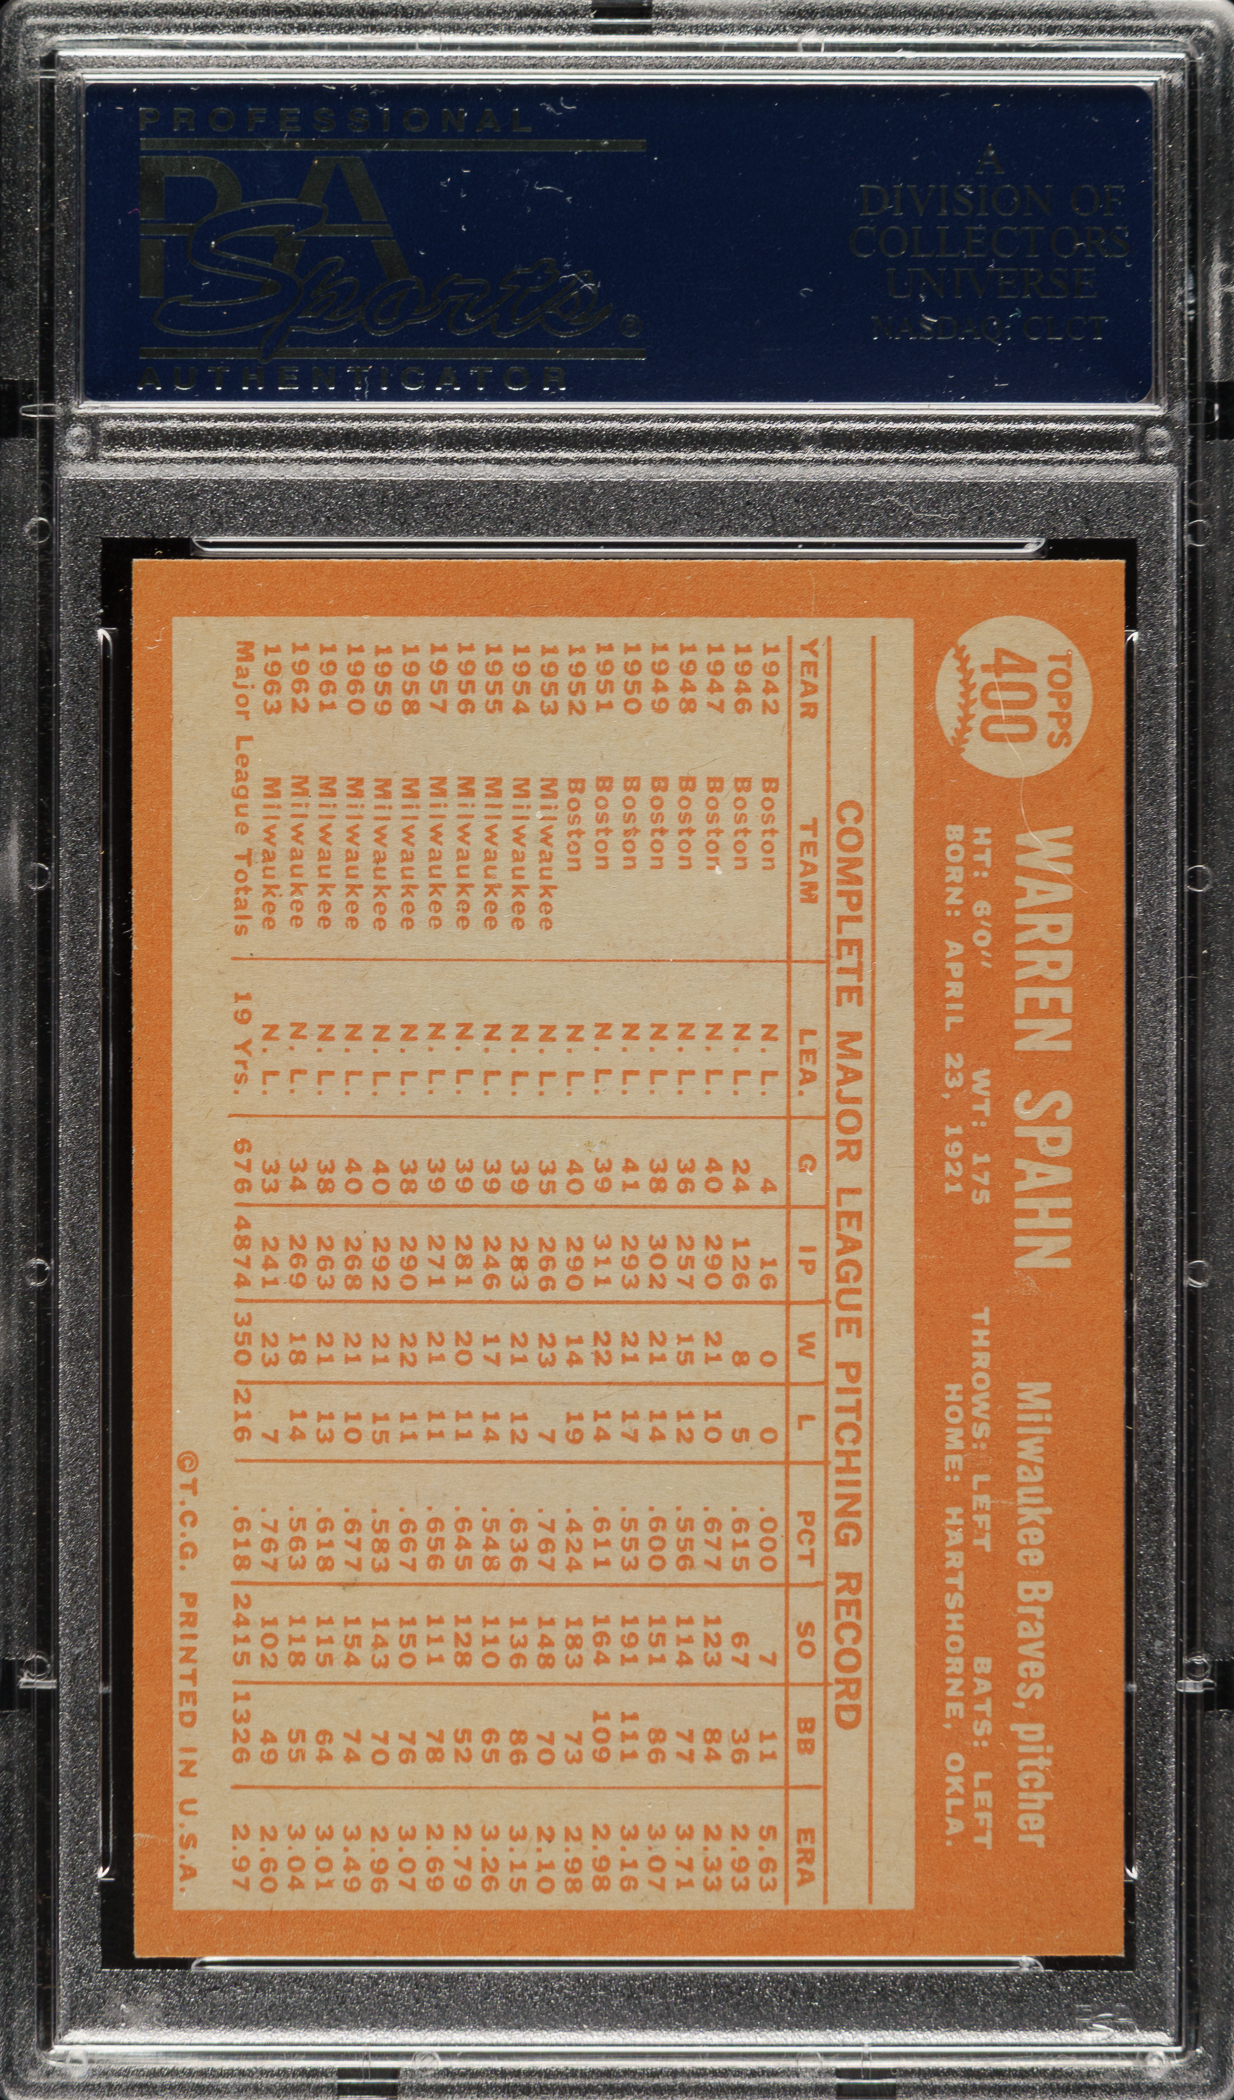 PROFESSIONAL
PSA
Sports®
AUTHENTICATOR
A
DIVISION OF
COLLECTORS
UNIVERSE
NASDAQ: CLCT
TOPPS
400
WARREN SPAHN Milwaukee Braves, pitcher
HT: 6'0" WT: 175 THROWS: LEFT BATS: LEFT
BORN: APRIL 23, 1921 HOME: HARTSHORNE, OKLA.
COMPLETE MAJOR LEAGUE PITCHING RECORD
YEAR TEAM LEA. G IP W L PCT SO BB ERA
1942 Boston N. L. 4 16 0 0 .000 7 11 5.63
1946 Boston N. L. 24 126 8 5 .615 67 36 2.93
1947 Boston N. L. 40 290 21 10 .677 123 84 2.33
1948 Boston N. L. 36 257 15 12 .556 114 77 3.71
1949 Boston N. L. 38 302 21 14 .600 151 86 3.07
1950 Boston N. L. 41 293 21 17 .553 191 111 3.16
1951 Boston N. L. 39 311 22 14 .611 164 109 2.98
1952 Boston N. L. 40 290 14 19 .424 183 73 2.98
1953 Milwaukee N. L. 35 266 23 7 .767 148 70 2.10
1954 Milwaukee N. L. 39 283 21 12 .636 136 86 3.15
1955 Milwaukee N. L. 39 246 17 14 .548 110 65 3.26
1956 Milwaukee N. L. 39 281 20 11 .645 128 52 2.79
1957 Milwaukee N. L. 39 271 21 11 .656 111 78 2.69
1958 Milwaukee N. L. 38 290 22 11 .667 150 76 3.07
1959 Milwaukee N. L. 40 292 21 15 .583 143 70 2.96
1960 Milwaukee N. L. 40 268 21 10 .677 154 74 3.49
1961 Milwaukee N. L. 38 263 21 13 .618 115 64 3.01
1962 Milwaukee N. L. 34 269 18 14 .563 118 55 3.04
1963 Milwaukee N. L. 33 241 23 7 .767 102 49 2.60
Major League Totals 19 Yrs. 676 4874 350 216 .618 2415 1326 2.97
©T.C.G. PRINTED IN U.S.A.